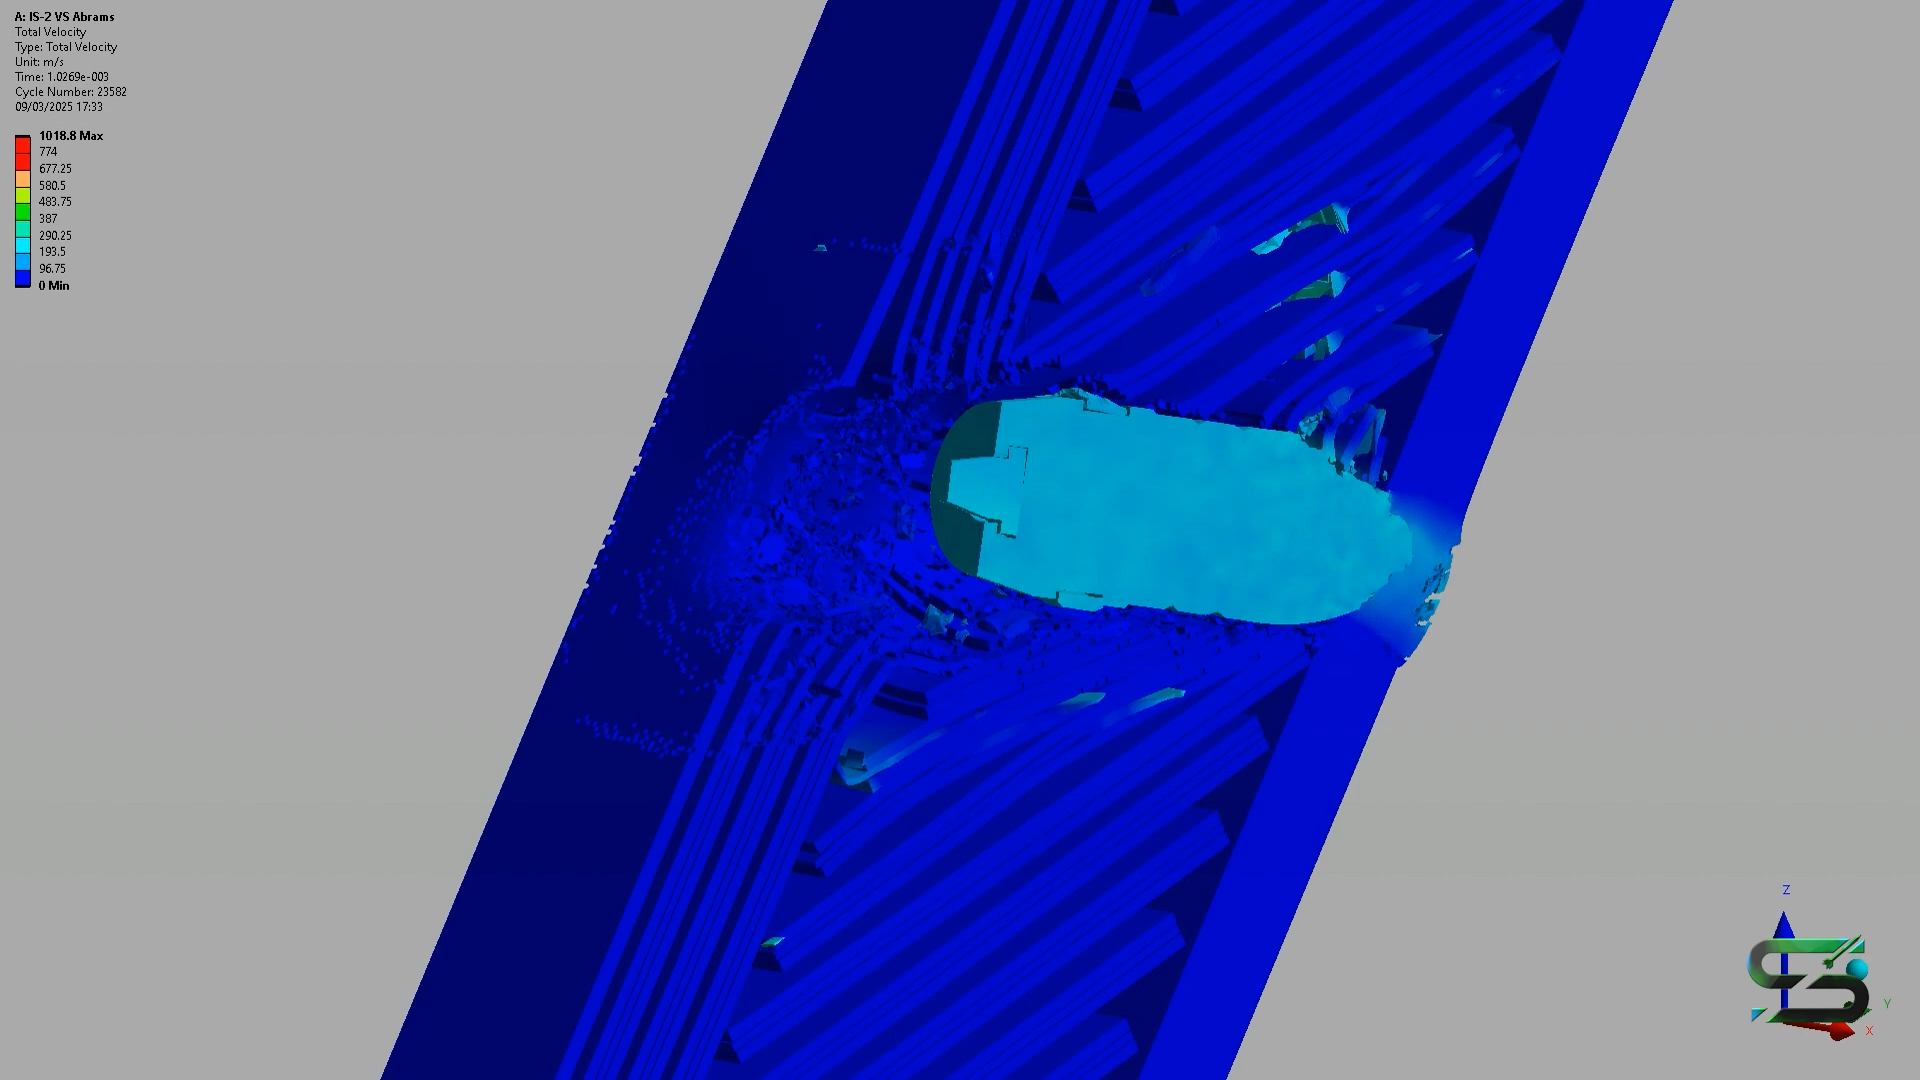 A: IS-2 VS Abrams
Total Velocity
Type: Total Velocity
Unit: m/s
Time: 1.0269e-003
Cycle Number: 23582
09/03/2025 17:33
1018.8 Max
774
677.25
580.5
483.75
387
290.25
193.5
96.75
0 Min
Z
Y
X